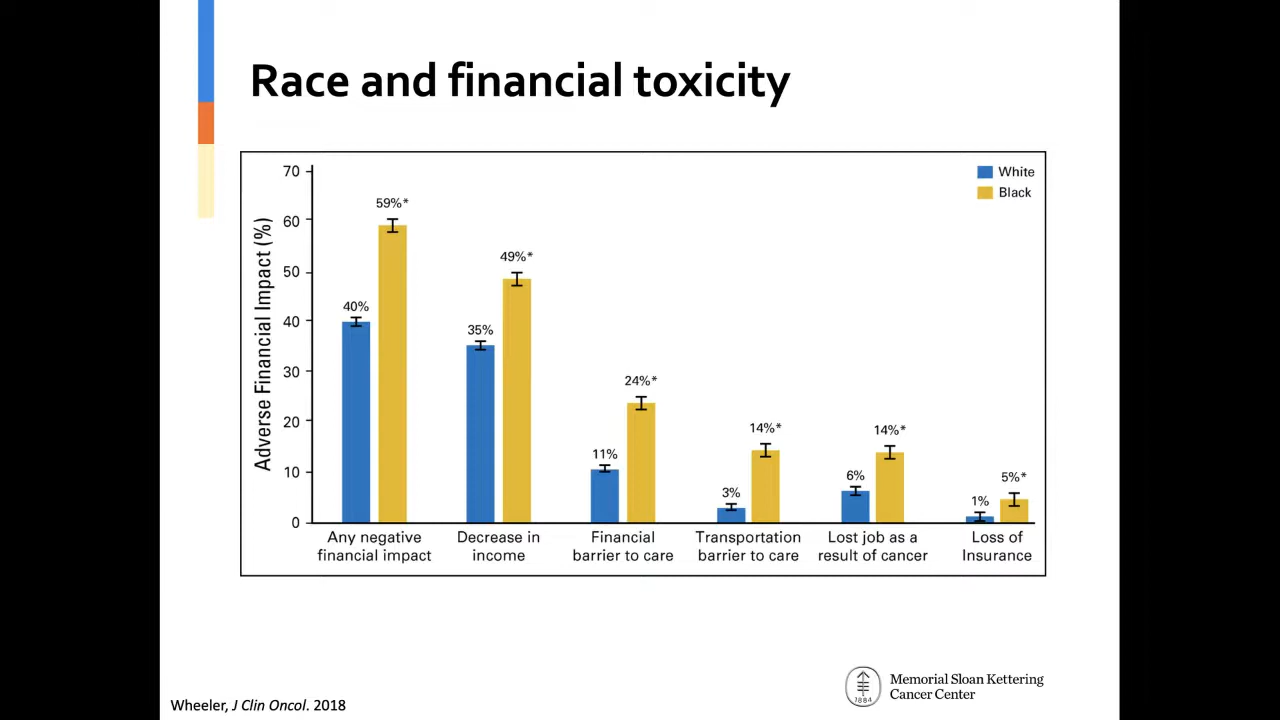 Race and financial toxicity
Adverse Financial Impact (%)
70
60
50
40
30
20
10
0
White
Black
40%
59%*
35%
49%*
11%
24%*
3%
14%*
6%
14%*
1%
5%*
Any negative
financial impact
Decrease in
income
Financial
barrier to care
Transportation
barrier to care
Lost job as a
result of cancer
Loss of
Insurance
Memorial Sloan Kettering
Cancer Center
1884
Wheeler, J Clin Oncol. 2018